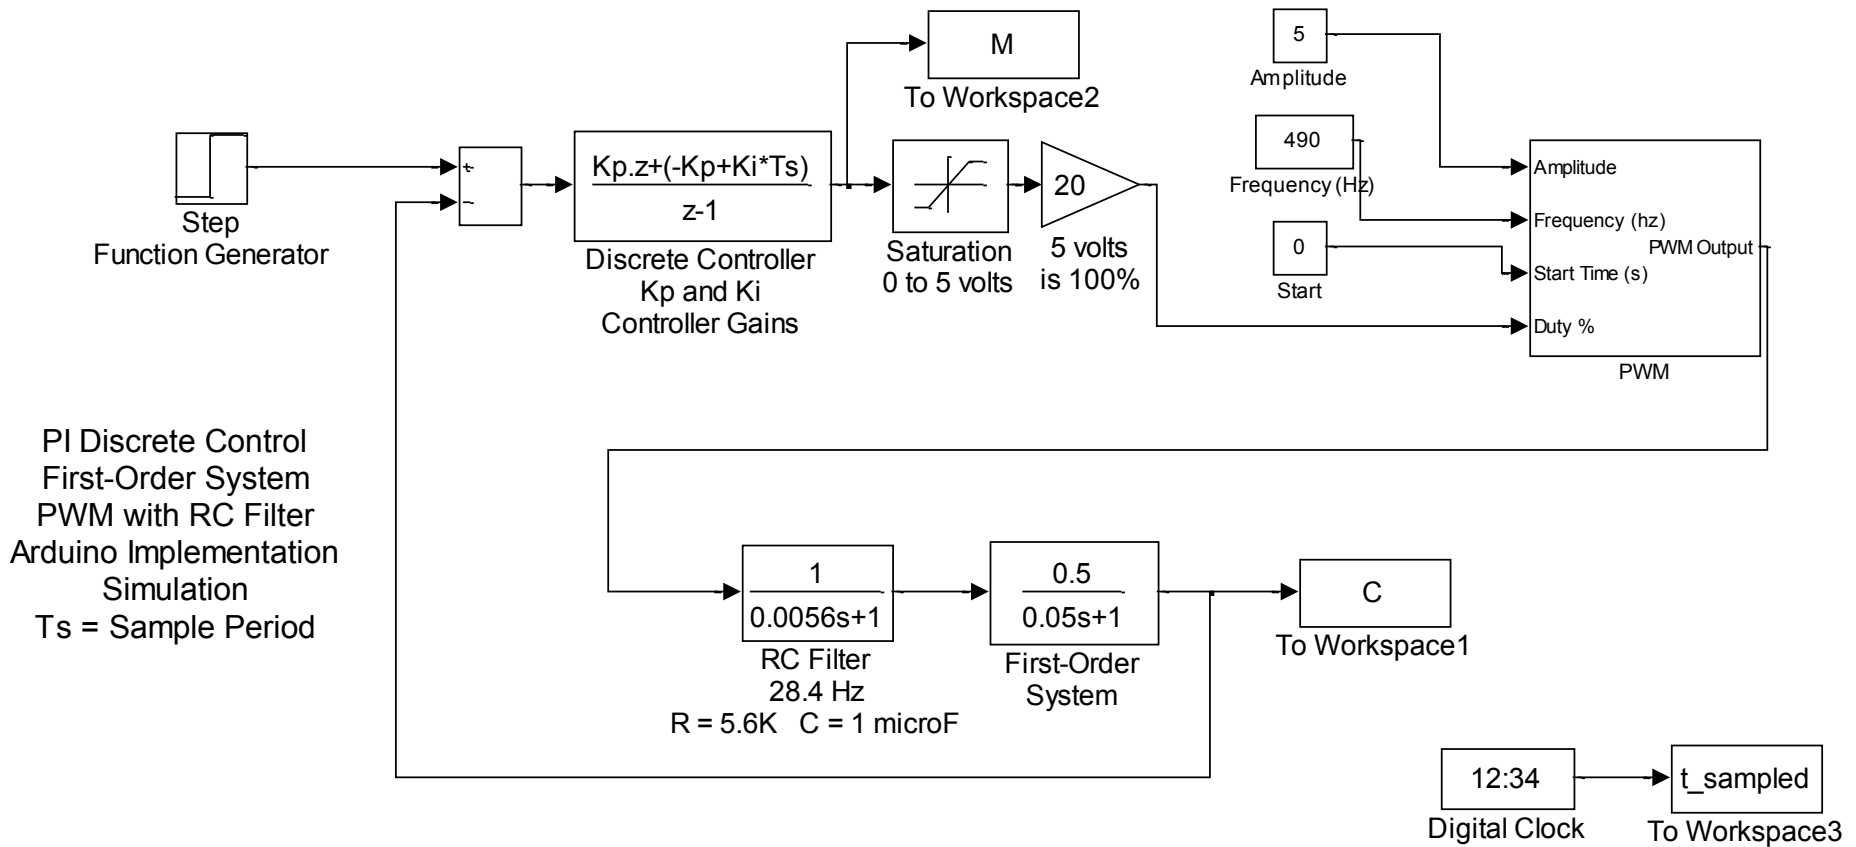 M
To Workspace2
5
Amplitude
490
Frequency (Hz)
0
Start
Amplitude
Frequency (hz)
PWM Output
Start Time (s)
Duty %
PWM
Step
Function Generator
+
-
Kp.z+(-Kp+Ki*Ts)
z-1
Discrete Controller
Kp and Ki
Controller Gains
Saturation
0 to 5 volts
20
5 volts
is 100%
PI Discrete Control
First-Order System
PWM with RC Filter
Arduino Implementation
Simulation
Ts = Sample Period
1
0.0056s+1
RC Filter
28.4 Hz
R = 5.6K   C = 1 microF
0.5
0.05s+1
First-Order
System
C
To Workspace1
12:34
Digital Clock
t_sampled
To Workspace3